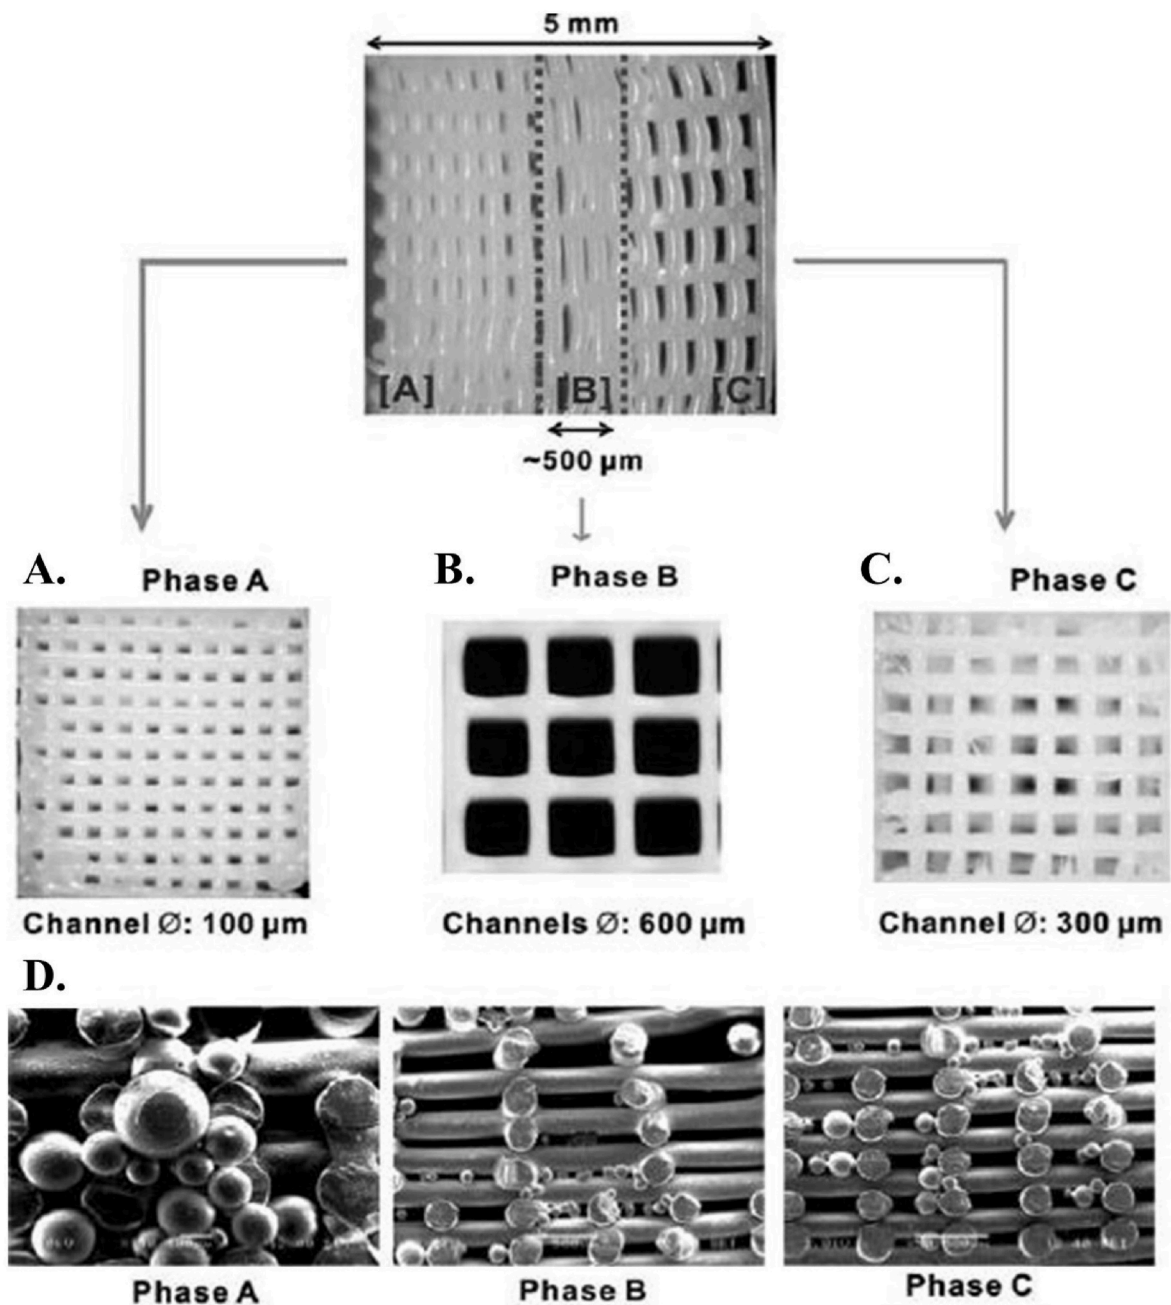 5 mm
[A]
[B]
[C]
~500 µm
A.
Phase A
B.
Phase B
C.
Phase C
Channel Ø: 100 µm
Channels Ø: 600 µm
Channel Ø: 300 µm
D.
Phase A
Phase B
Phase C